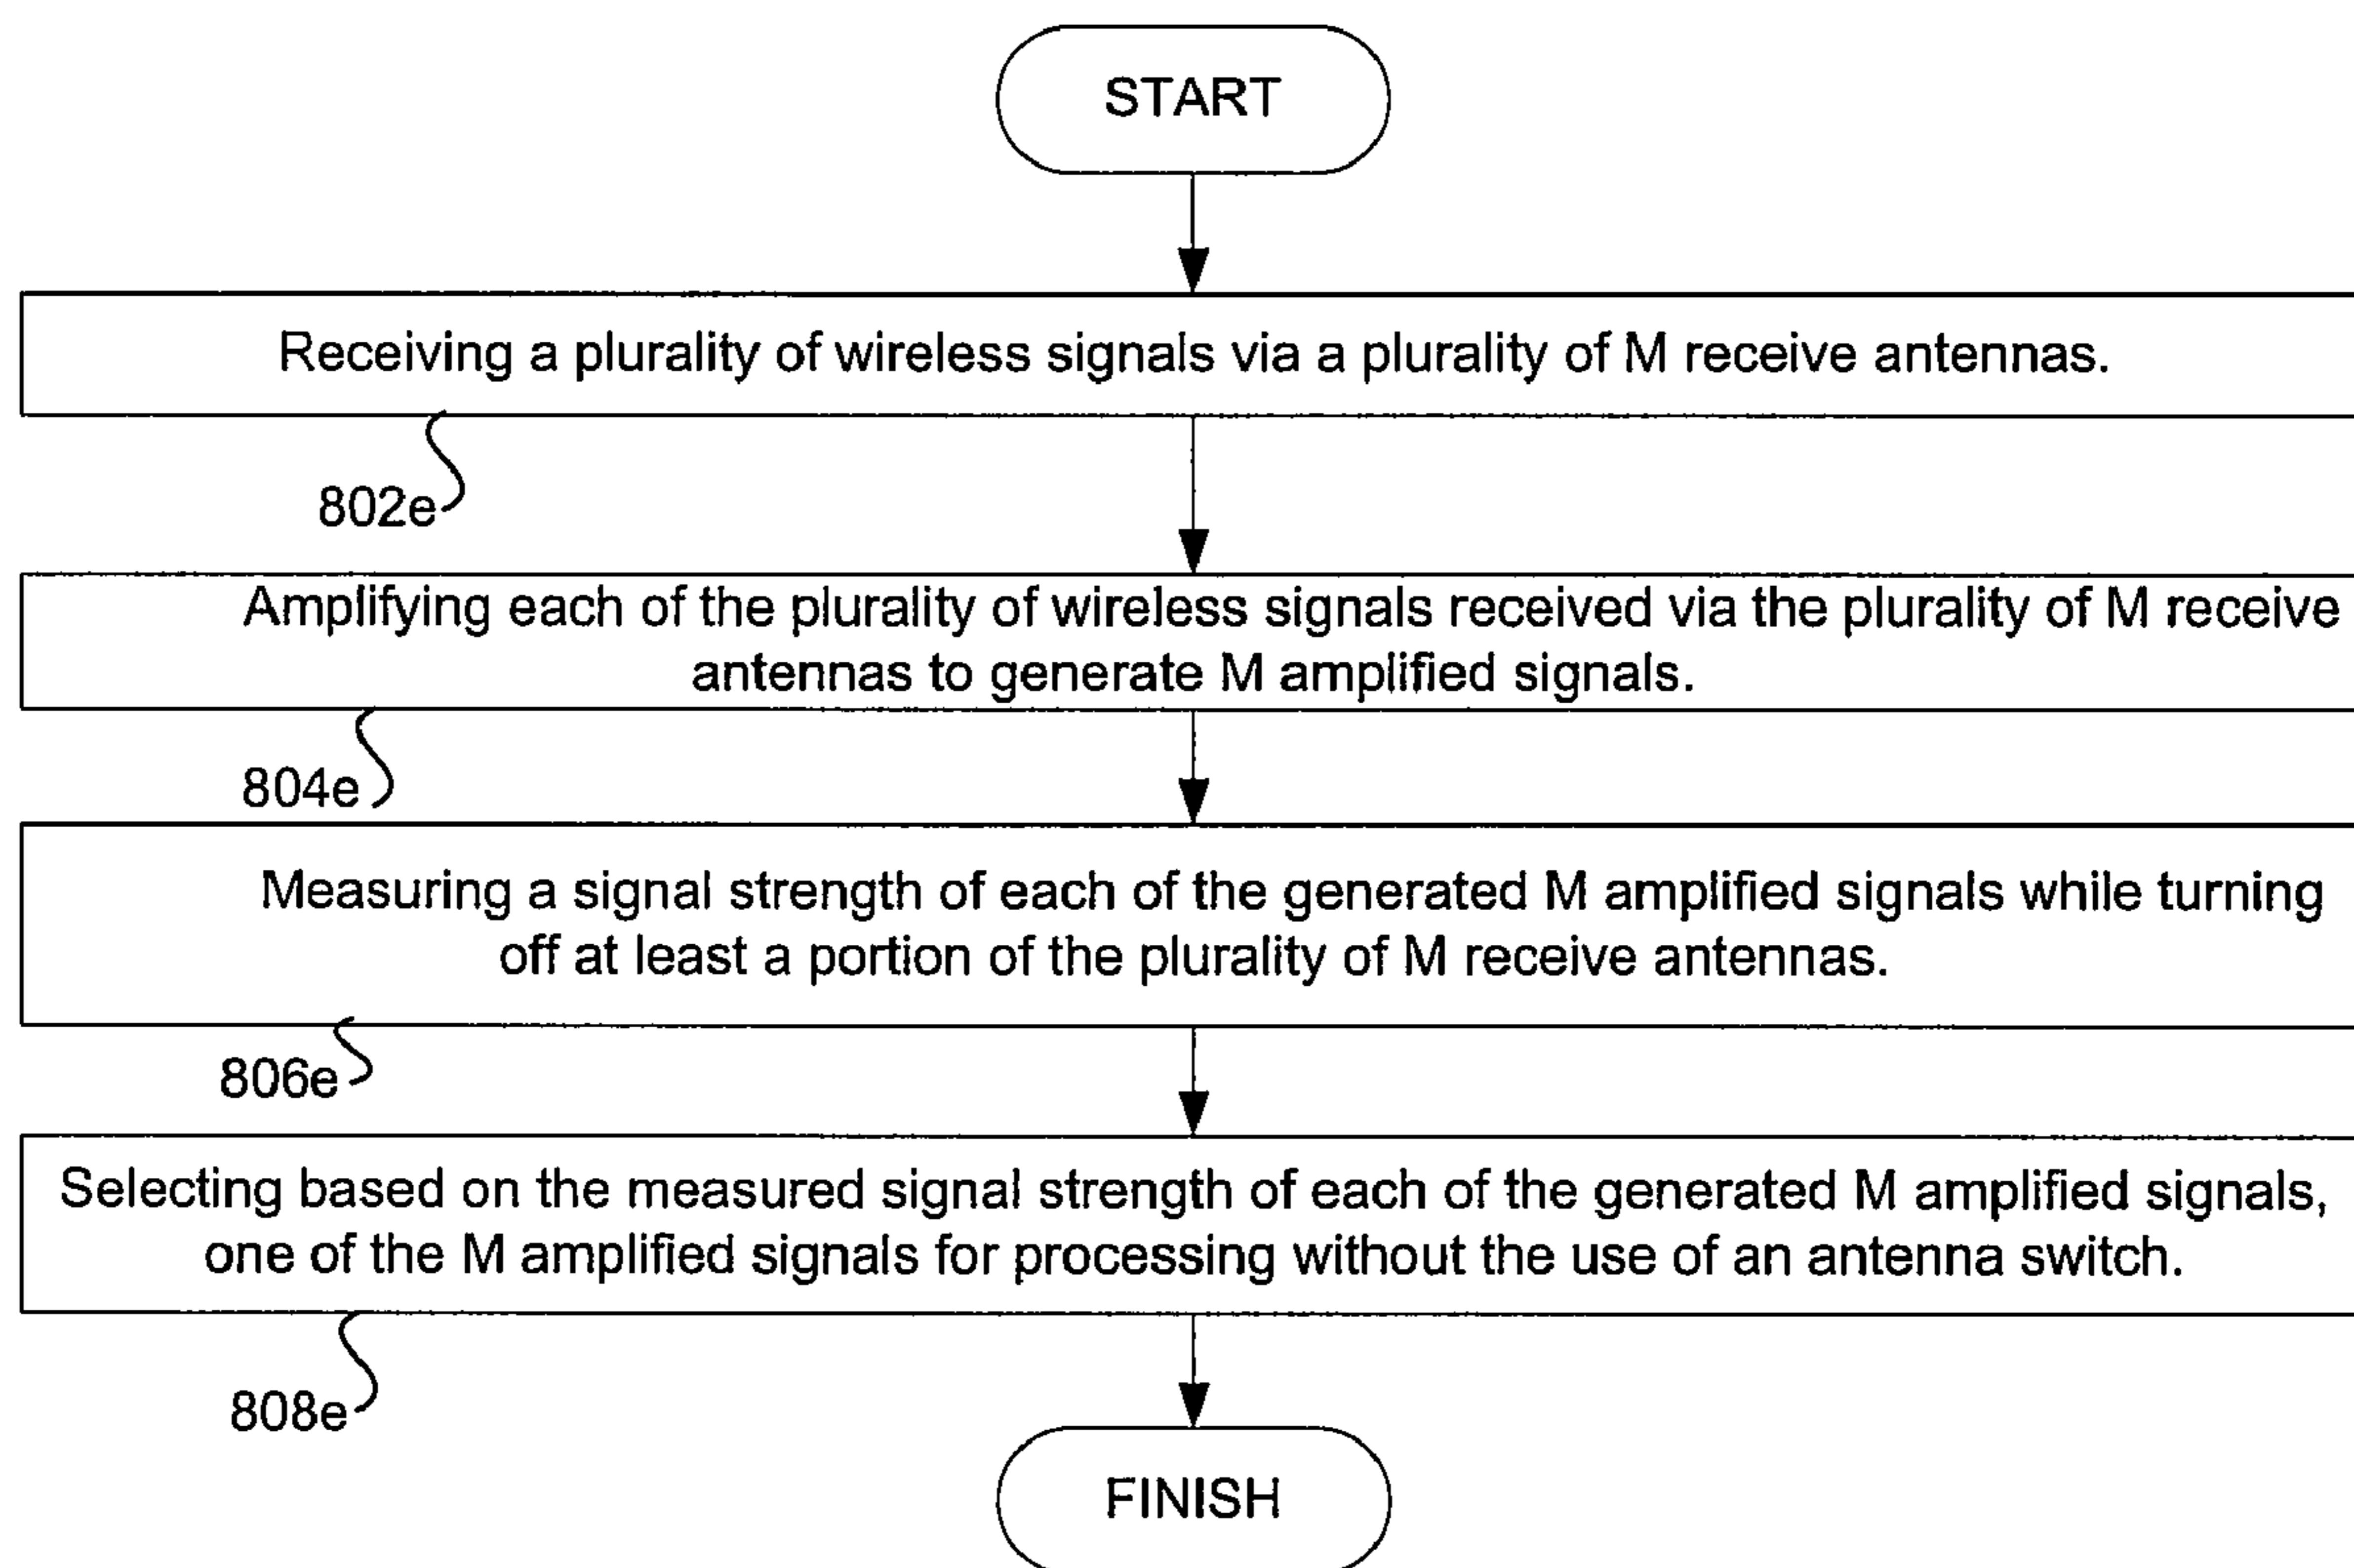 START
Receiving a plurality of wireless signals via a plurality of M receive antennas.
802e
Amplifying each of the plurality of wireless signals received via the plurality of M receive
antennas to generate M amplified signals.
804e
Measuring a signal strength of each of the generated M amplified signals while turning
off at least a portion of the plurality of M receive antennas.
806e
Selecting based on the measured signal strength of each of the generated M amplified signals,
one of the M amplified signals for processing without the use of an antenna switch.
808e
FINISH